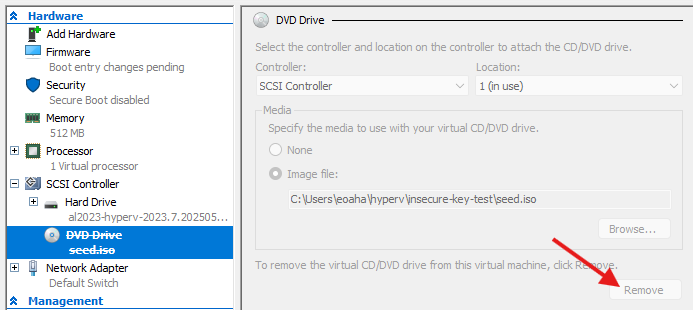 Hardware
Add Hardware
Firmware
Boot entry changes pending
Security
Secure Boot disabled
Memory
512 MB
Processor
1 Virtual processor
SCSI Controller
Hard Drive
al2023-hyperv-2023.7.202505...
DVD Drive
seed.iso
Network Adapter
Default Switch
Management
DVD Drive
Select the controller and location on the controller to attach the CD/DVD drive.
Controller:
Location:
SCSI Controller
1 (in use)
Media
Specify the media to use with your virtual CD/DVD drive.
None
Image file:
C:\Users\eoaha\hyperv\insecure-key-test\seed.iso
Browse...
To remove the virtual CD/DVD drive from this virtual machine, click Remove.
Remove